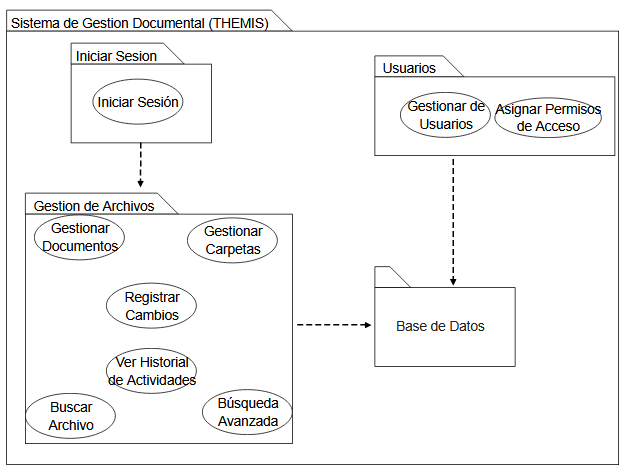 Sistema de Gestion Documental (THEMIS)
Iniciar Sesion
Iniciar Sesión
Usuarios
Gestionar de
Usuarios
Asignar Permisos
de Acceso
Gestion de Archivos
Gestionar
Documentos
Gestionar
Carpetas
Registrar
Cambios
Ver Historial
de Actividades
Buscar
Archivo
Búsqueda
Avanzada
Base de Datos